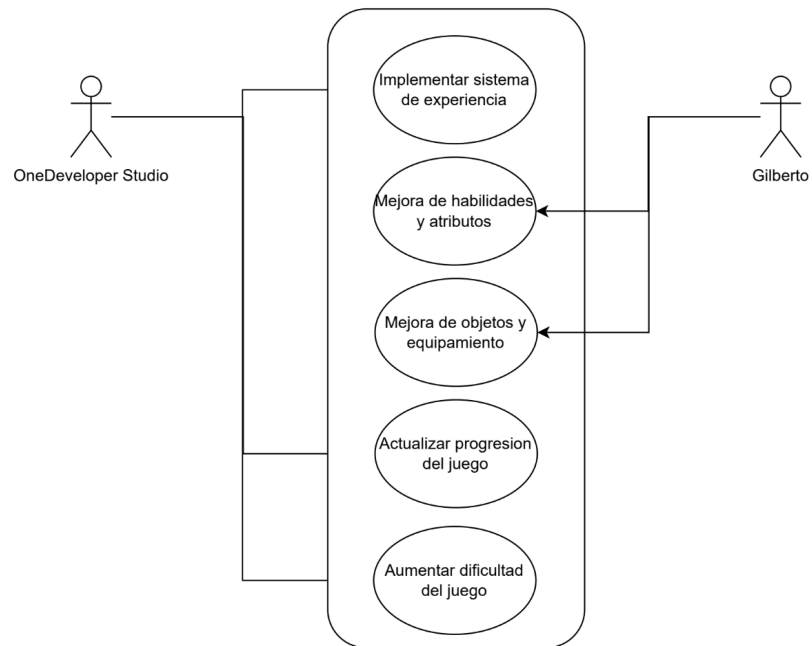 Implementar sistema
de experiencia
OneDeveloper Studio
Gilberto
Mejora de habilidades
y atributos
Mejora de objetos y
equipamiento
Actualizar progresion
del juego
Aumentar dificultad
del juego